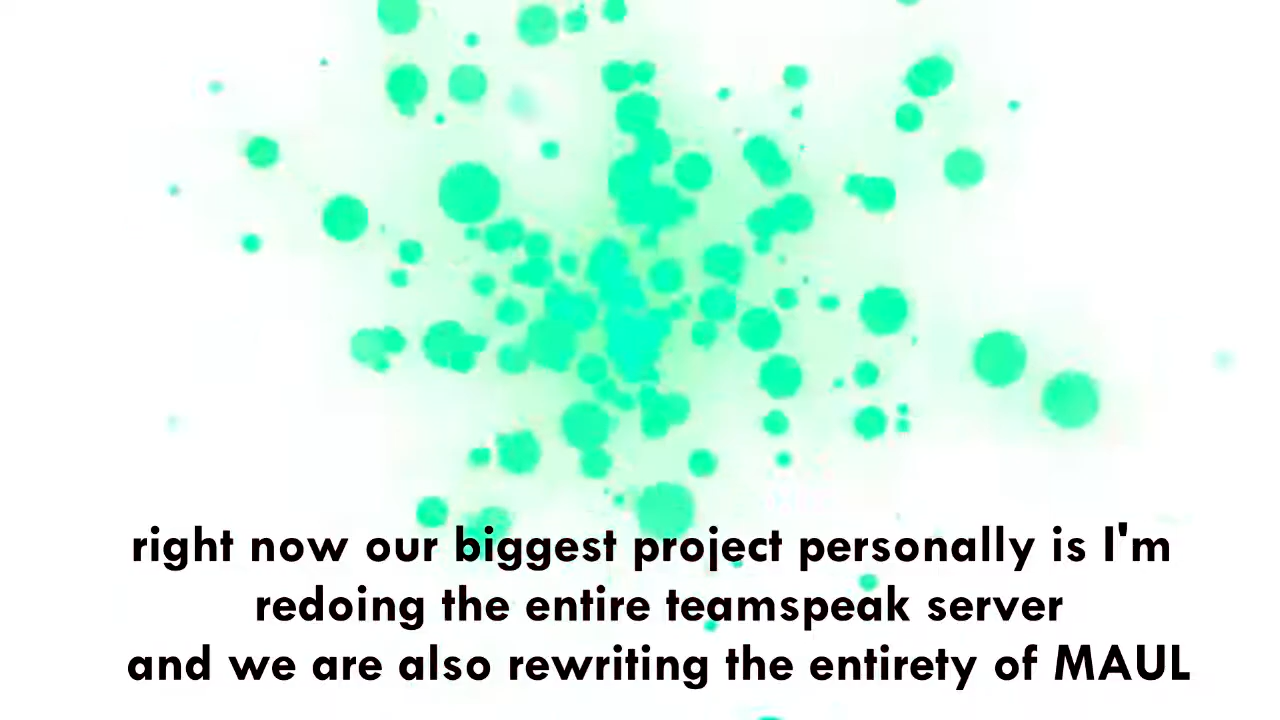 right now our biggest project personally is I'm
redoing the entire teamspeak server
and we are also rewriting the entirety of MAUL